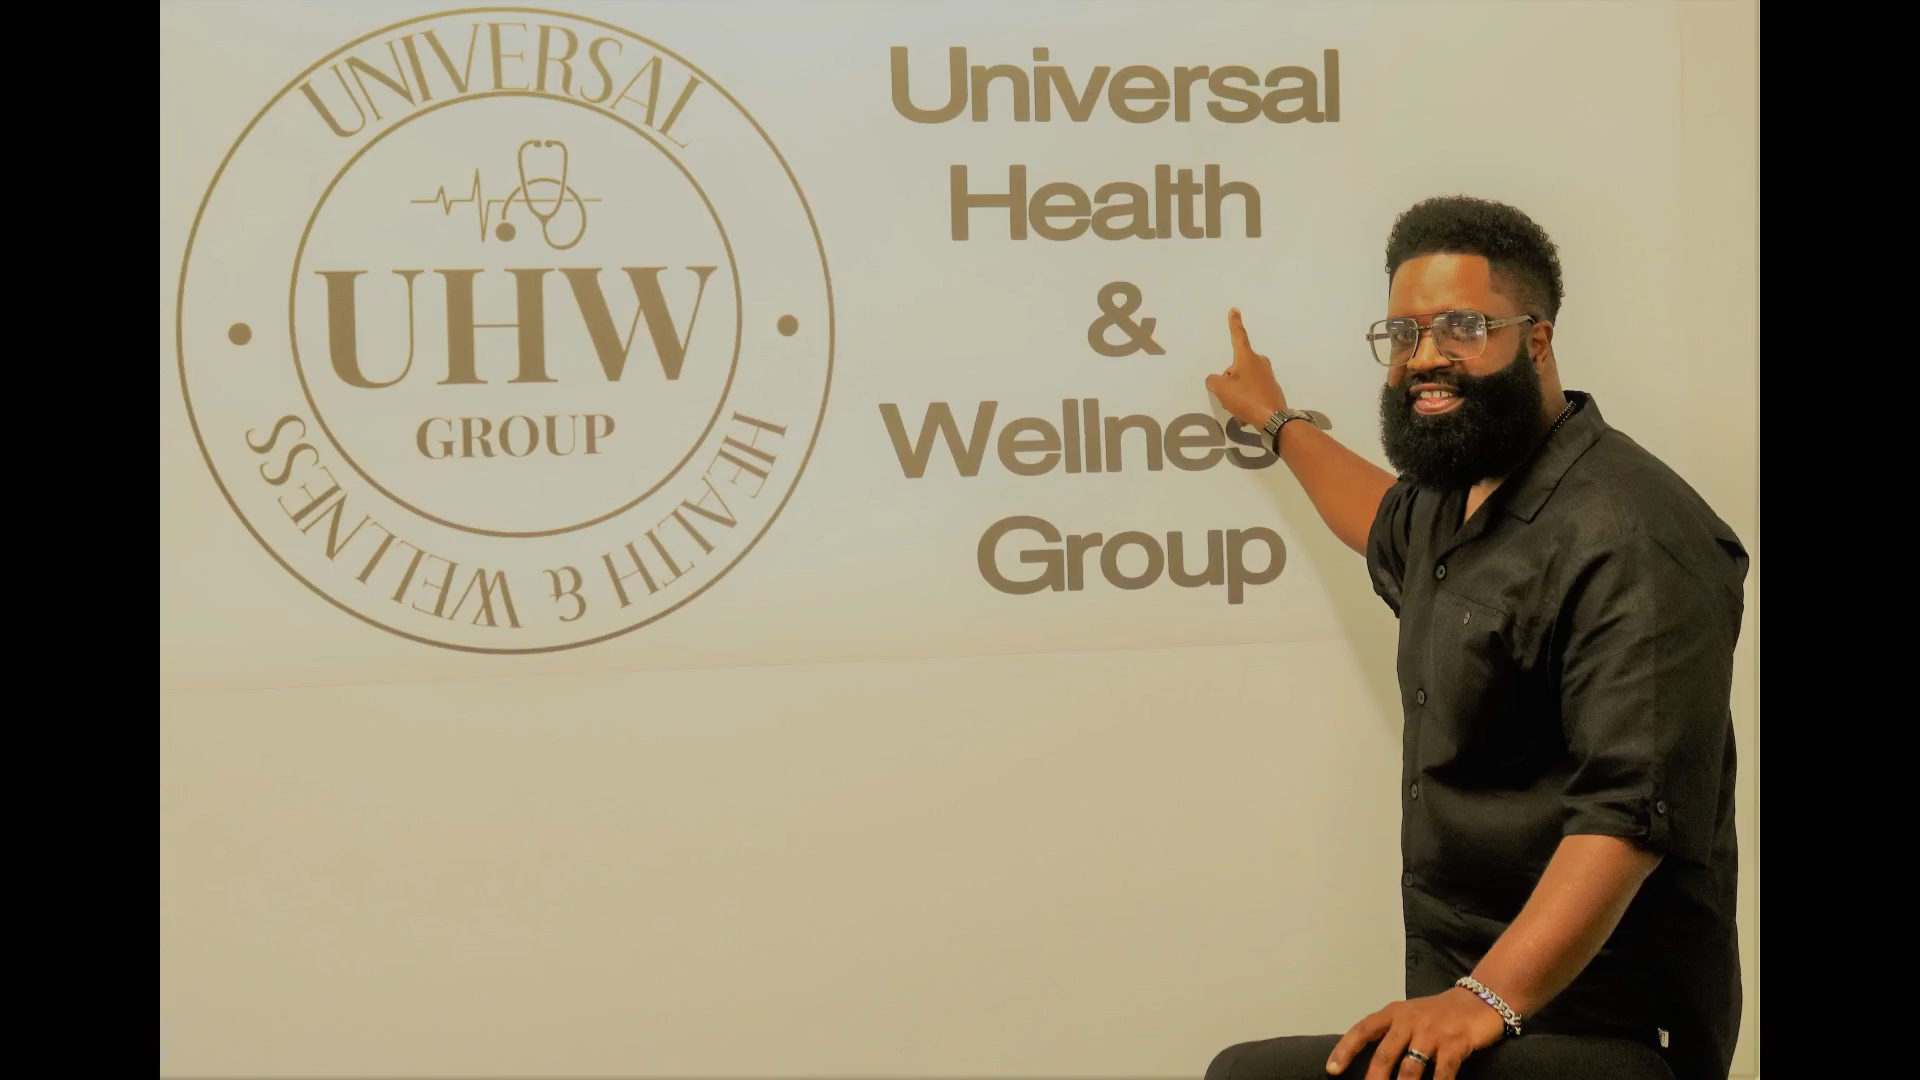 UNIVERSAL
UHW
GROUP
HEALTH & WELLNESS
Universal
Health
&
Wellness
Group